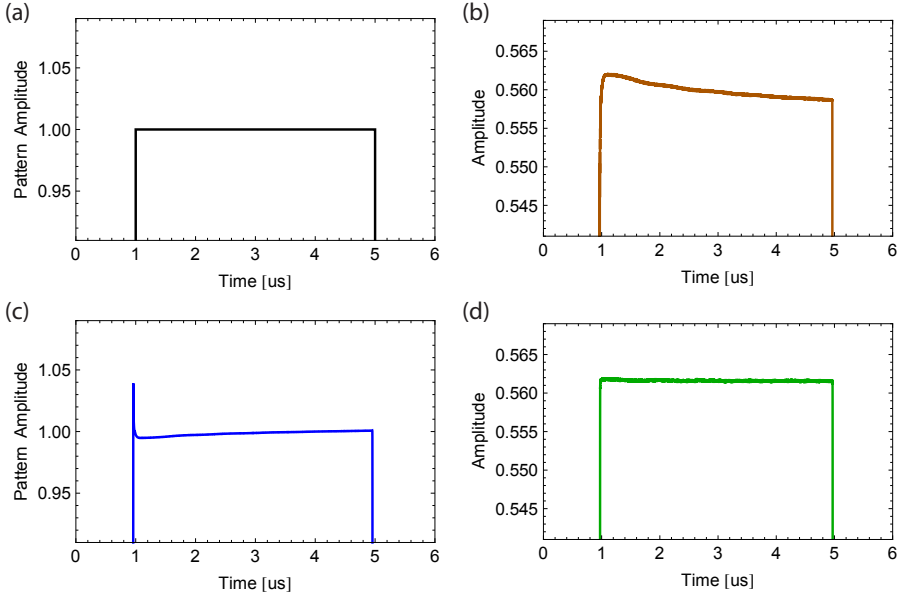 (a)
Pattern Amplitude
1.05
1.00
0.95
0 1 2 3 4 5 6
Time [us]
(b)
Amplitude
0.565
0.560
0.555
0.550
0.545
0 1 2 3 4 5 6
Time [us]
(c)
Pattern Amplitude
1.05
1.00
0.95
0 1 2 3 4 5 6
Time [us]
(d)
Amplitude
0.565
0.560
0.555
0.550
0.545
0 1 2 3 4 5 6
Time [us]